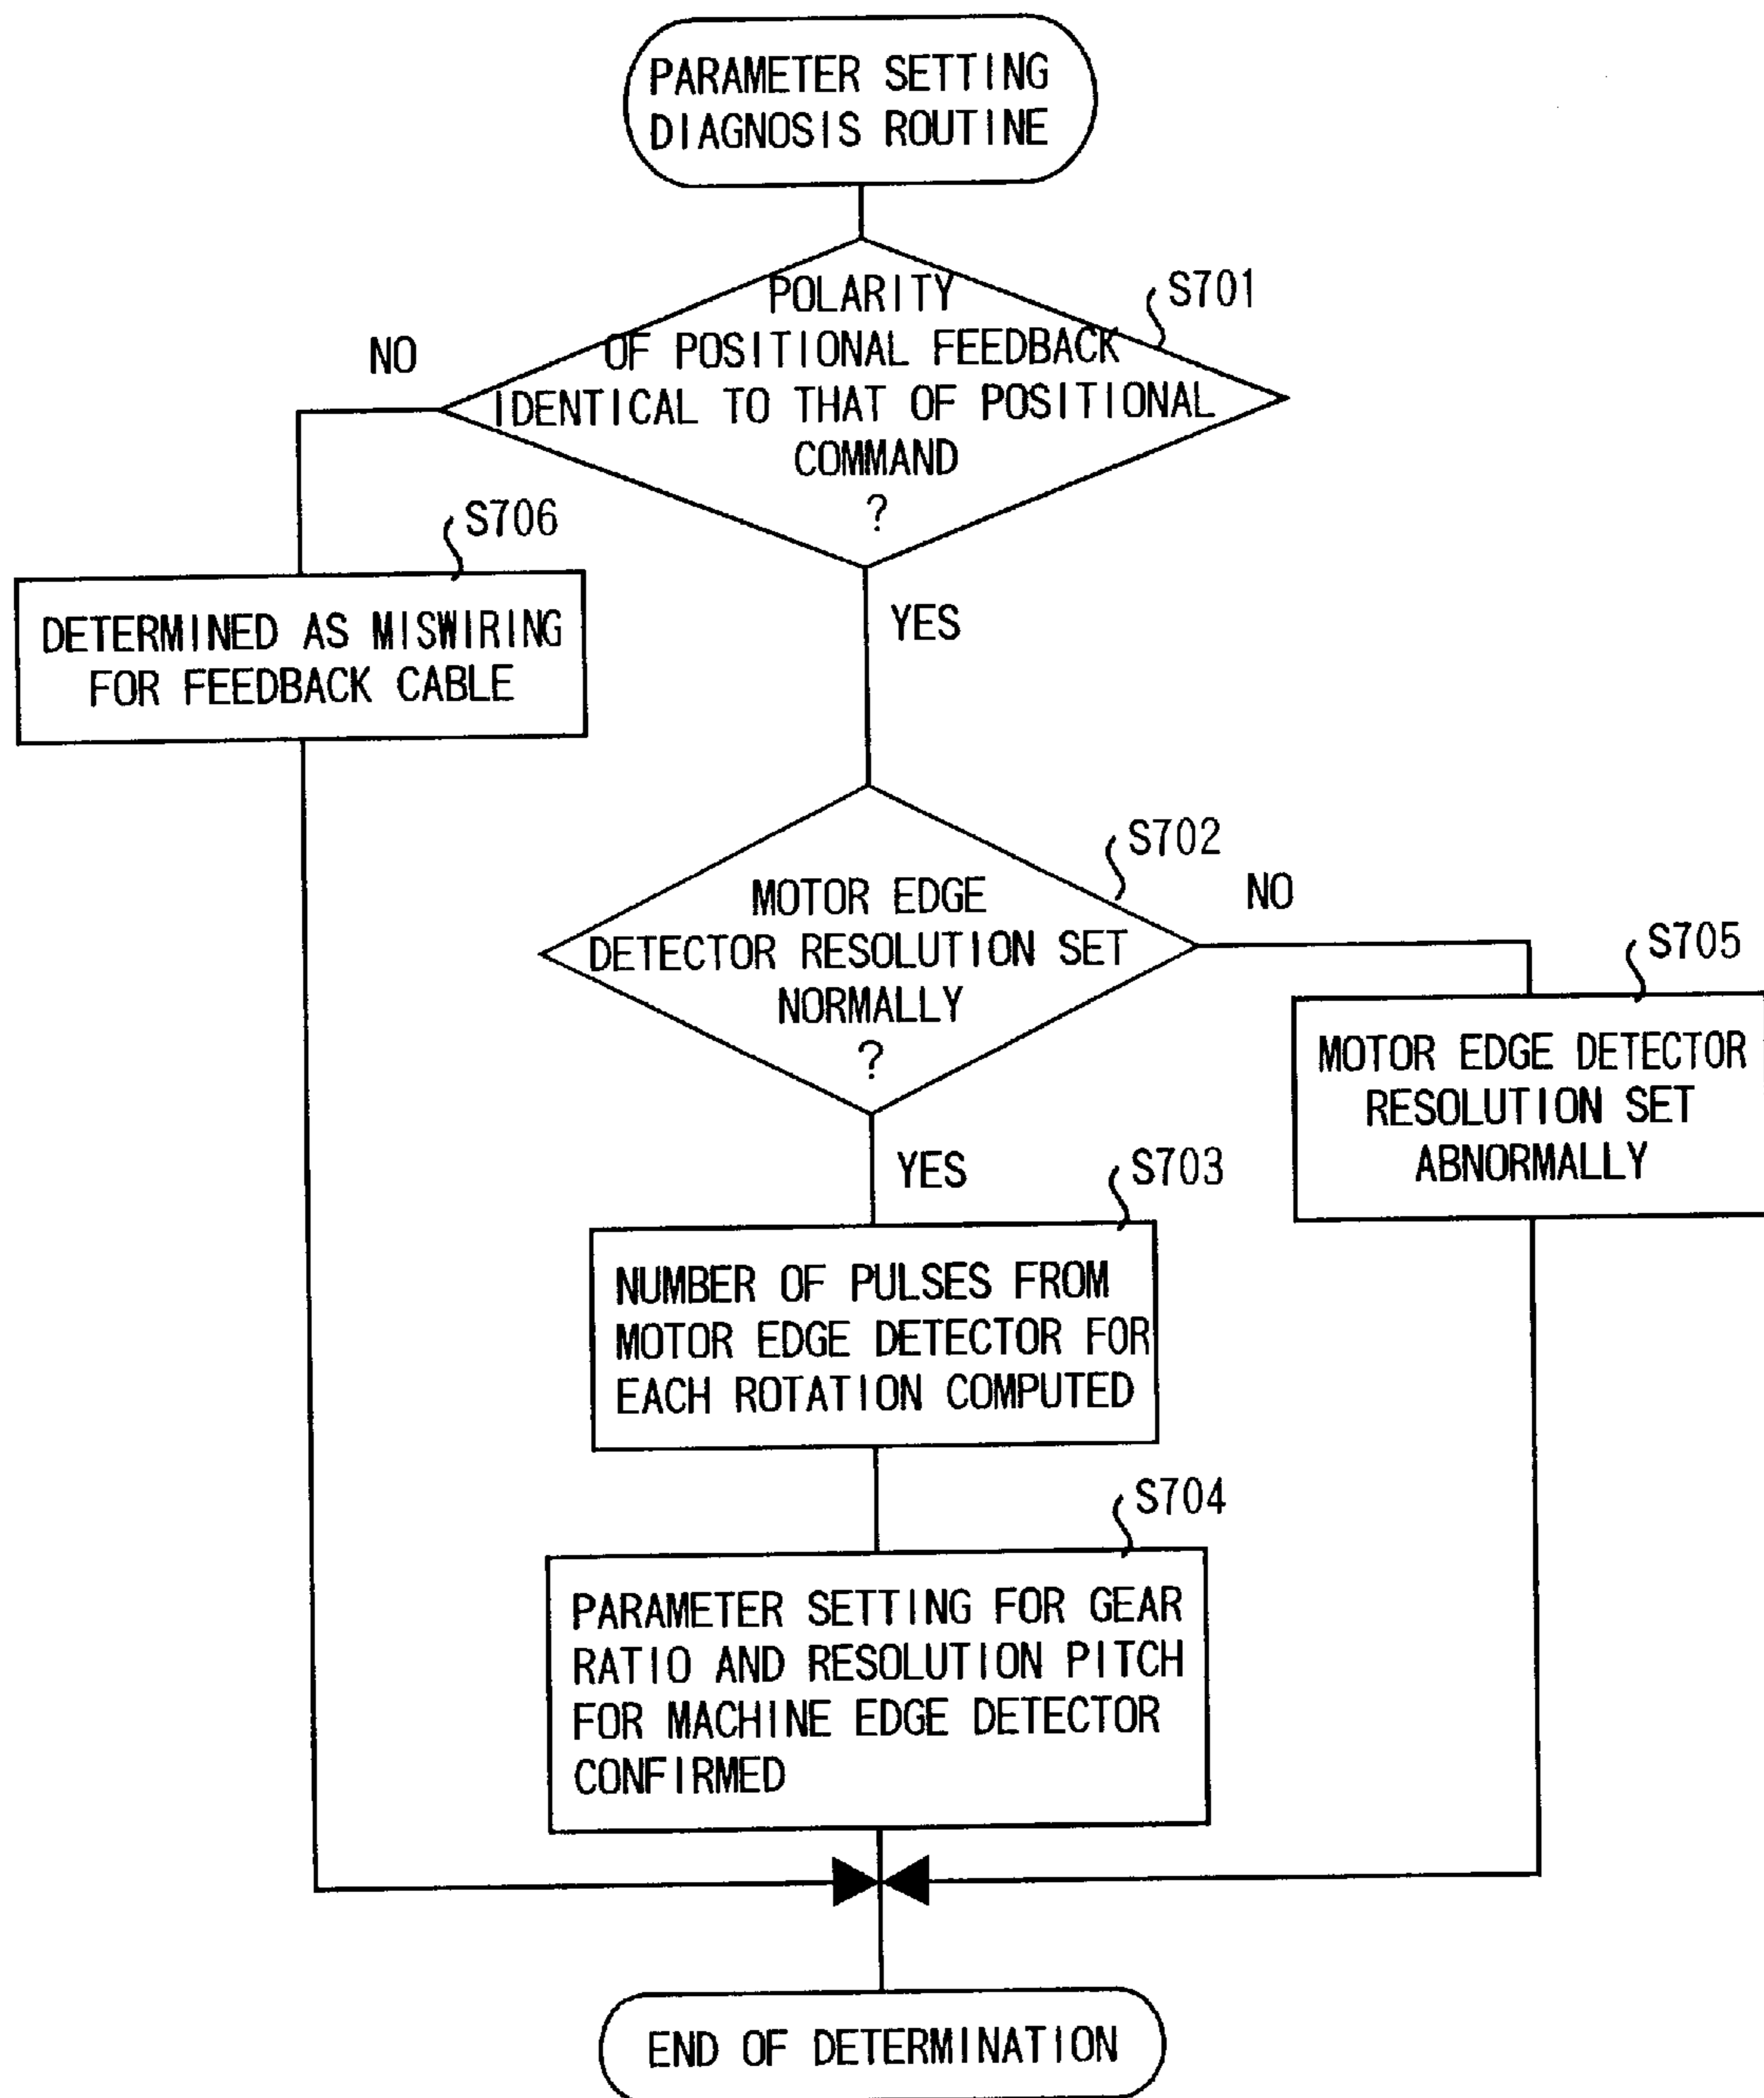 PARAMETER SETTING
DIAGNOSIS ROUTINE
POLARITY
OF POSITIONAL FEEDBACK
IDENTICAL TO THAT OF POSITIONAL
COMMAND
?
S701
NO
S706
DETERMINED AS MISWIRING
FOR FEEDBACK CABLE
YES
S702
MOTOR EDGE
DETECTOR RESOLUTION SET
NORMALLY
?
NO
S705
MOTOR EDGE DETECTOR
RESOLUTION SET
ABNORMALLY
YES
S703
NUMBER OF PULSES FROM
MOTOR EDGE DETECTOR FOR
EACH ROTATION COMPUTED
S704
PARAMETER SETTING FOR GEAR
RATIO AND RESOLUTION PITCH
FOR MACHINE EDGE DETECTOR
CONFIRMED
END OF DETERMINATION